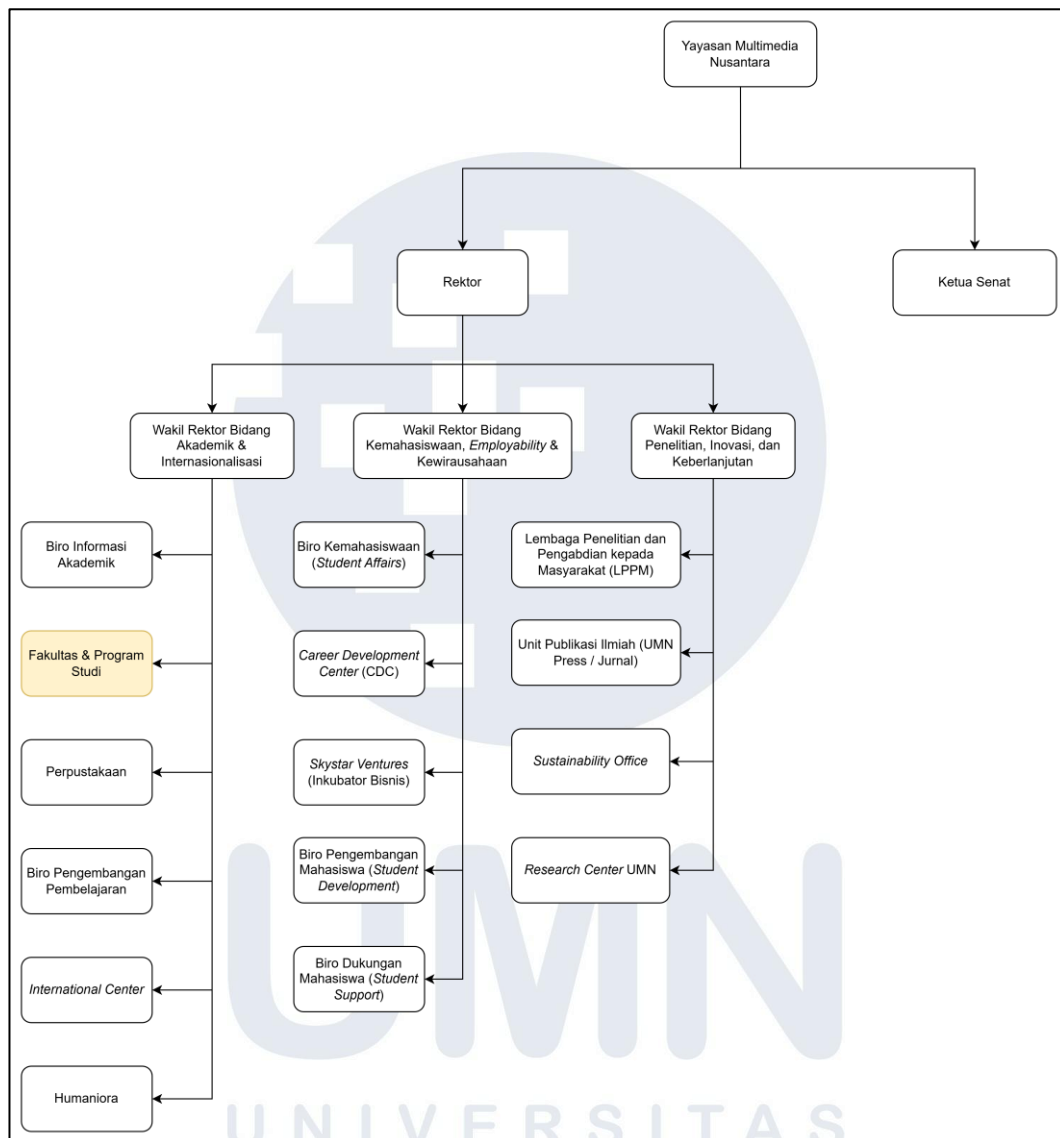 Yayasan Multimedia
Nusantara
Rektor
Ketua Senat
Wakil Rektor Bidang
Akademik &
Internasionalisasi
Wakil Rektor Bidang
Kemahasiswaan, Employability &
Kewirausahaan
Wakil Rektor Bidang
Penelitian, Inovasi, dan
Keberlanjutan
Biro Informasi
Akademik
Fakultas & Program
Studi
Perpustakaan
Biro Pengembangan
Pembelajaran
International Center
Humaniora
Biro Kemahasiswaan
(Student Affairs)
Career Development
Center (CDC)
Skystar Ventures
(Inkubator Bisnis)
Biro Pengembangan
Mahasiswa (Student
Development)
Biro Dukungan
Mahasiswa (Student
Support)
Lembaga Penelitian dan
Pengabdian kepada
Masyarakat (LPPM)
Unit Publikasi Ilmiah (UMN
Press / Jurnal)
Sustainability Office
Research Center UMN
UMN
UNIVERSITAS